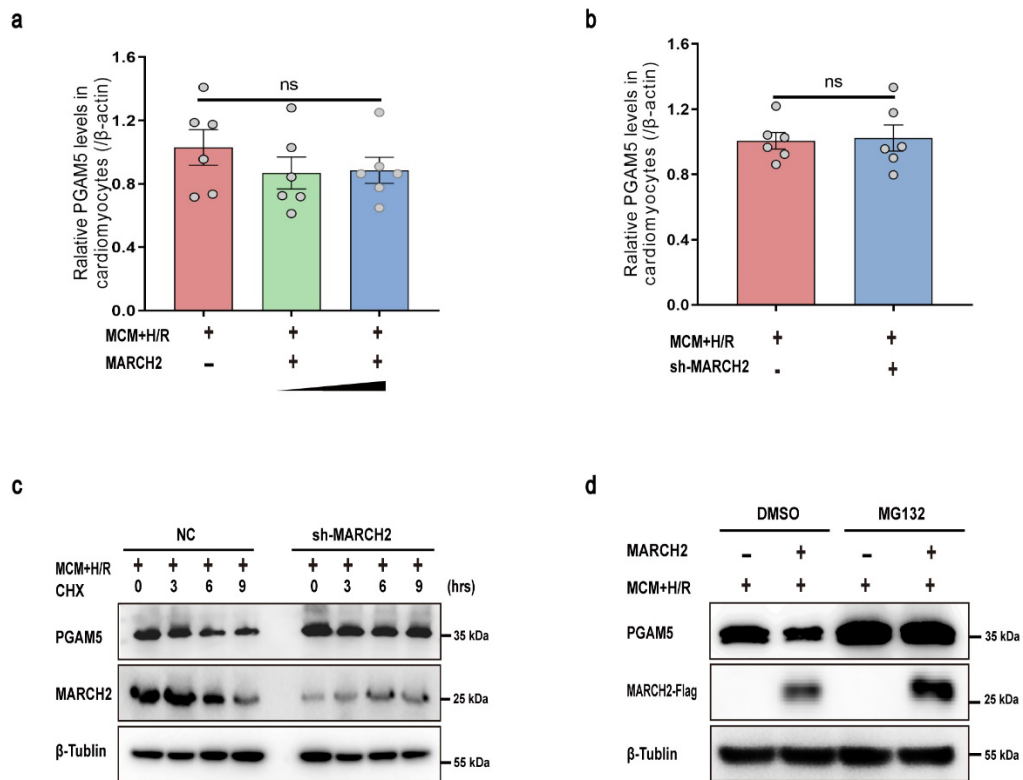 a
Ralative PGAM5 levels in
cardiomyocytes (/β-actin)
1.6
1.2
0.8
0.4
0.0
ns
MCM+H/R + + +
MARCH2 - + +
b
Ralative PGAM5 levels in
cardiomyocytes (/β-actin)
1.6
1.2
0.8
0.4
0.0
ns
MCM+H/R + +
sh-MARCH2 - +
c
NC sh-MARCH2
MCM+H/R + + + + + + + +
CHX 0 3 6 9 0 3 6 9 (hrs)
PGAM5 35 kDa
MARCH2 25 kDa
β-Tublin 55 kDa
d
DMSO MG132
MARCH2 - + - +
MCM+H/R + + + +
PGAM5 35 kDa
MARCH2-Flag 25 kDa
β-Tublin 55 kDa